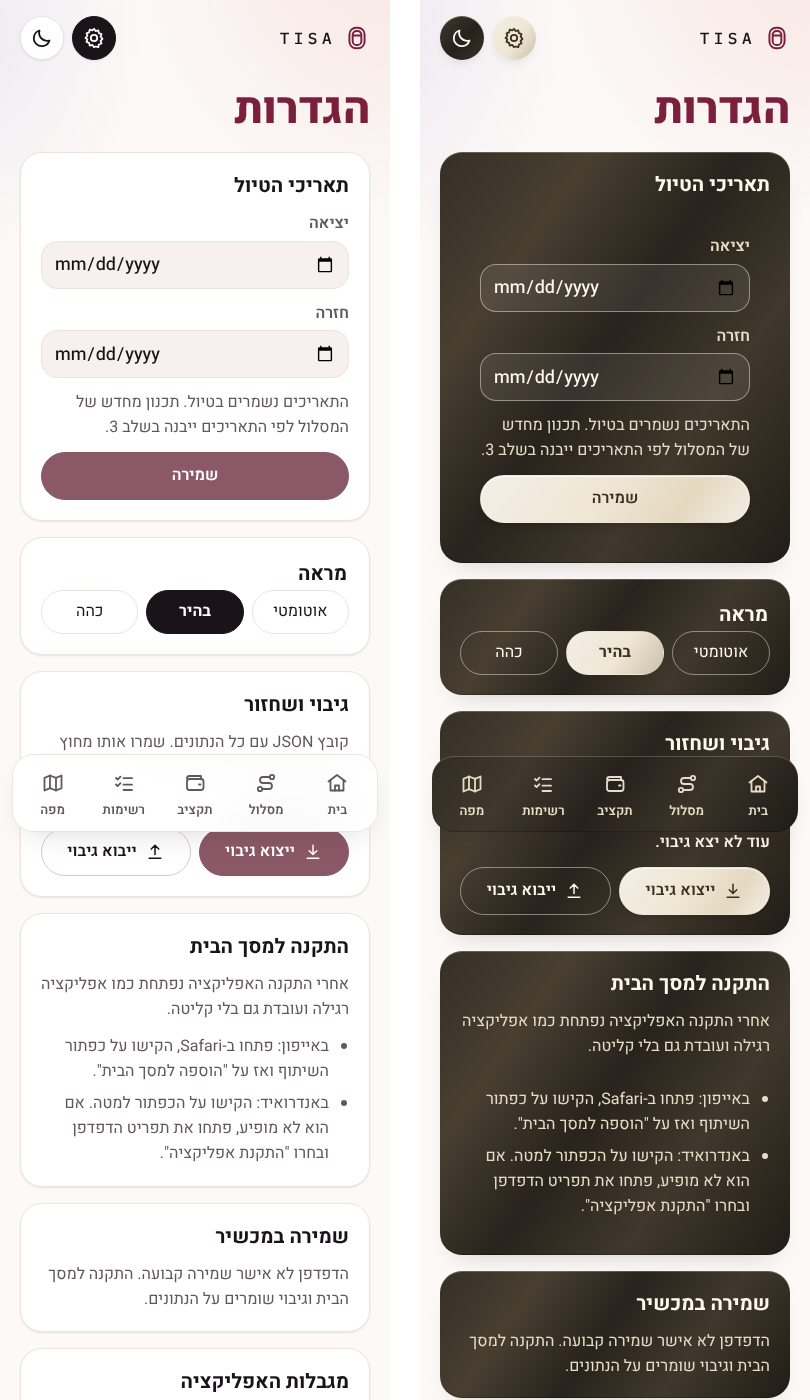 TISA
הגדרות
תאריכי הטיול
יציאה
mm/dd/yyyy
חזרה
mm/dd/yyyy
התאריכים נשמרים בטיול. תכנון מחדש של
המסלול לפי התאריכים ייבנה בשלב 3.
שמירה
מראה
אוטומטי
בהיר
כהה
גיבוי ושחזור
קובץ JSON עם כל הנתונים. שמרו אותו מחוץ
בית
מסלול
תקציב
רשימות
מפה
ייצוא גיבוי
ייבוא גיבוי
התקנה למסך הבית
אחרי התקנה האפליקציה נפתחת כמו אפליקציה
רגילה ועובדת גם בלי קליטה.
• באייפון: פתחו ב-Safari, הקישו על כפתור
השיתוף ואז על "הוספה למסך הבית".
• באנדרואיד: הקישו על הכפתור למטה. אם
הוא לא מופיע, פתחו את תפריט הדפדפן
ובחרו "התקנת אפליקציה".
שמירה במכשיר
הדפדפן לא אישר שמירה קבועה. התקנה למסך
הבית וגיבוי שומרים על הנתונים.
מגבלות האפליקציה
TISA
הגדרות
תאריכי הטיול
יציאה
mm/dd/yyyy
חזרה
mm/dd/yyyy
התאריכים נשמרים בטיול. תכנון מחדש
של המסלול לפי התאריכים ייבנה בשלב 3.
שמירה
מראה
אוטומטי
בהיר
כהה
גיבוי ושחזור
בית
מסלול
תקציב
רשימות
מפה
עוד לא יצא גיבוי.
ייצוא גיבוי
ייבוא גיבוי
התקנה למסך הבית
אחרי התקנה האפליקציה נפתחת כמו אפליקציה
רגילה ועובדת גם בלי קליטה.
• באייפון: פתחו ב-Safari, הקישו על כפתור
השיתוף ואז על "הוספה למסך הבית".
• באנדרואיד: הקישו על הכפתור למטה. אם
הוא לא מופיע, פתחו את תפריט הדפדפן
ובחרו "התקנת אפליקציה".
שמירה במכשיר
הדפדפן לא אישר שמירה קבועה. התקנה למסך
הבית וגיבוי שומרים על הנתונים.